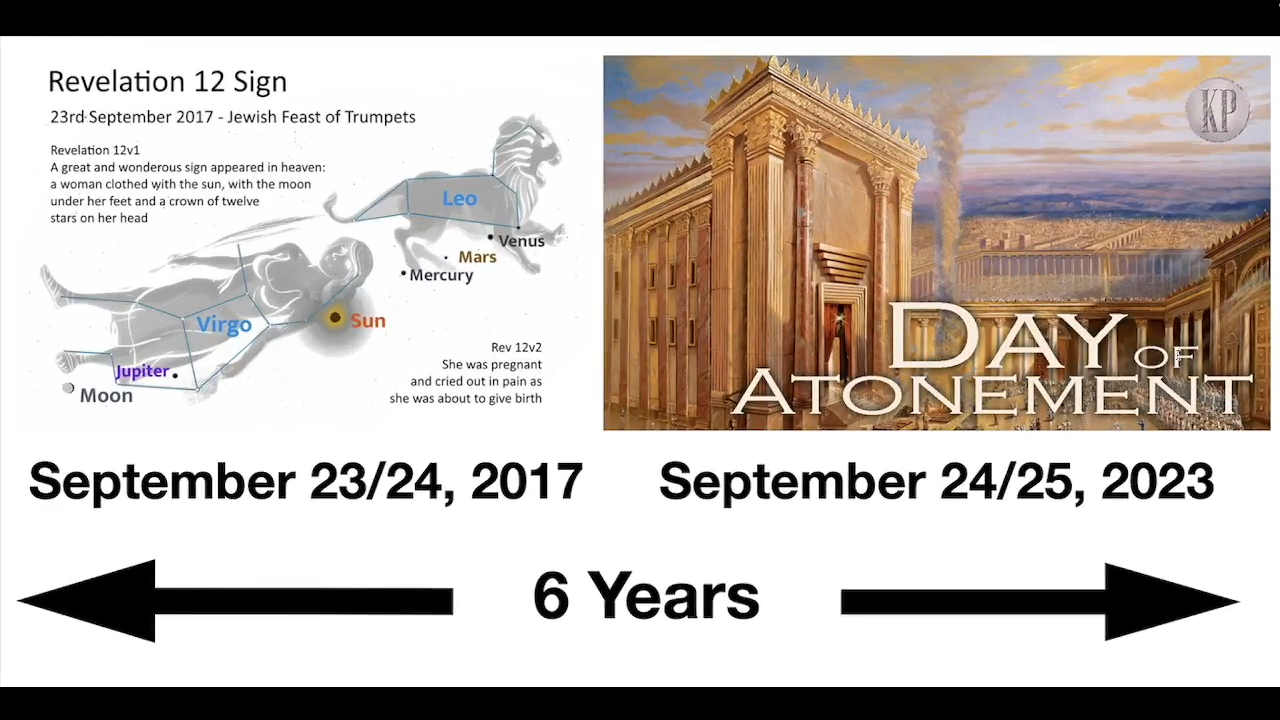 Revelation 12 Sign
23rd September 2017 - Jewish Feast of Trumpets
Revelation 12v1
A great and wonderous sign appeared in heaven:
a woman clothed with the sun, with the moon
under her feet and a crown of twelve
stars on her head
Leo
Venus
Mars
Mercury
Virgo
Sun
Jupiter
Moon
Rev 12v2
She was pregnant
and cried out in pain as
she was about to give birth
KP
DAY OF
ATONEMENT
September 23/24, 2017
September 24/25, 2023
6 Years